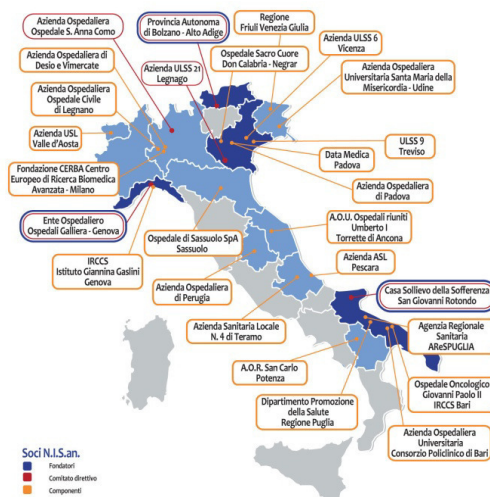 Azienda Ospedaliera
Ospedale S. Anna Como
Provincia Autonoma
di Bolzano - Alto Adige
Regione
Friuli Venezia Giulia
Azienda ULSS 6
Vicenza
Azienda Ospedaliera di
Desio e Vimercate
Azienda ULSS 21
Legnago
Ospedale Sacro Cuore
Don Calabria - Negrar
Azienda Ospedaliera
Universitaria Santa Maria della
Misericordia - Udine
Azienda Ospedaliera
Ospedale Civile
di Legnano
Azienda USL
Valle d'Aosta
ULSS 9
Treviso
Data Medica
Padova
Fondazione CERBA Centro
Europeo di Ricerca Biomedica
Avanzata - Milano
Azienda Ospedaliera
di Padova
Ente Ospedaliero
Ospedali Galliera - Genova
A.O.U. Ospedali riuniti
Umberto I
Torrette di Ancona
Ospedale di Sassuolo SpA
Sassuolo
IRCCS
Istituto Giannina Gaslini
Genova
Azienda ASL
Pescara
Azienda Ospedaliera
di Perugia
Casa Sollievo della Sofferenza
San Giovanni Rotondo
Azienda Sanitaria Locale
N. 4 di Teramo
Agenzia Regionale
Sanitaria
AReSPUGLIA
A.O.R. San Carlo
Potenza
Ospedale Oncologico
Giovanni Paolo II
IRCCS Bari
Dipartimento Promozione
della Salute
Regione Puglia
Azienda Ospedaliera
Universitaria
Consorzio Policlinico di Bari
Soci N.I.San.
Fondatori
Comitato direttivo
Componenti